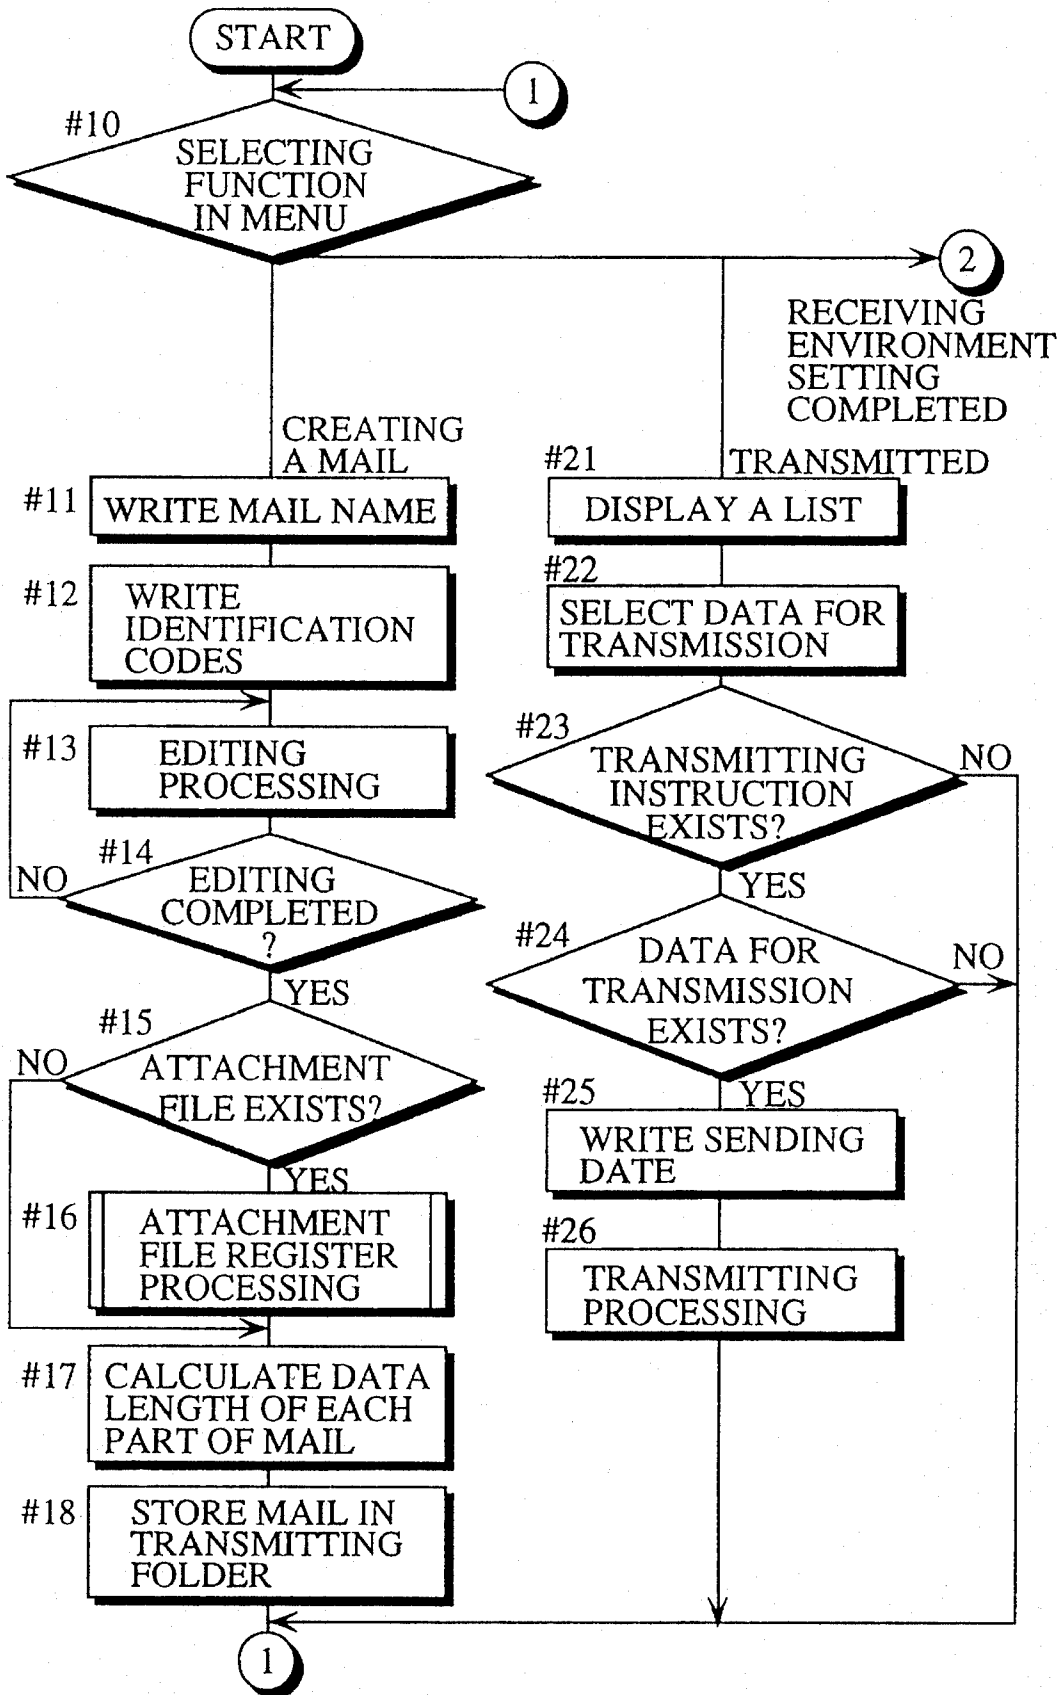 START
1
#10
SELECTING
FUNCTION
IN MENU
2
RECEIVING
ENVIRONMENT
SETTING
COMPLETED
CREATING
A MAIL
#11
WRITE MAIL NAME
#12
WRITE
IDENTIFICATION
CODES
#13
EDITING
PROCESSING
#14
NO
EDITING
COMPLETED
?
YES
#15
NO
ATTACHMENT
FILE EXISTS?
YES
#16
ATTACHMENT
FILE REGISTER
PROCESSING
#17
CALCULATE DATA
LENGTH OF EACH
PART OF MAIL
#18
STORE MAIL IN
TRANSMITTING
FOLDER
1
#21
TRANSMITTED
DISPLAY A LIST
#22
SELECT DATA FOR
TRANSMISSION
#23
NO
TRANSMITTING
INSTRUCTION
EXISTS?
YES
#24
NO
DATA FOR
TRANSMISSION
EXISTS?
YES
#25
WRITE SENDING
DATE
#26
TRANSMITTING
PROCESSING